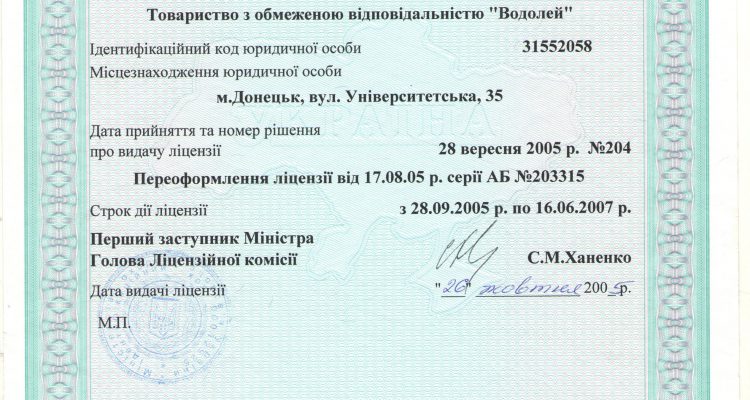 Товариство з обмеженою відповідальністю "Водолей"
Ідентифікаційний код юридичної особи 31552058
Місцезнаходження юридичної особи
м.Донецьк, вул. Університетська, 35
Дата прийняття та номер рішення
про видачу ліцензії 28 вересня 2005 р. №204
Переоформлення ліцензії від 17.08.05 р. серії АБ №203315
Строк дії ліцензії з 28.09.2005 р. по 16.06.2007 р.
Перший заступник Міністра
Голова Ліцензійної комісії С.М.Ханенко
Дата видачі ліцензії "26" жовтня 2005р.
М.П.